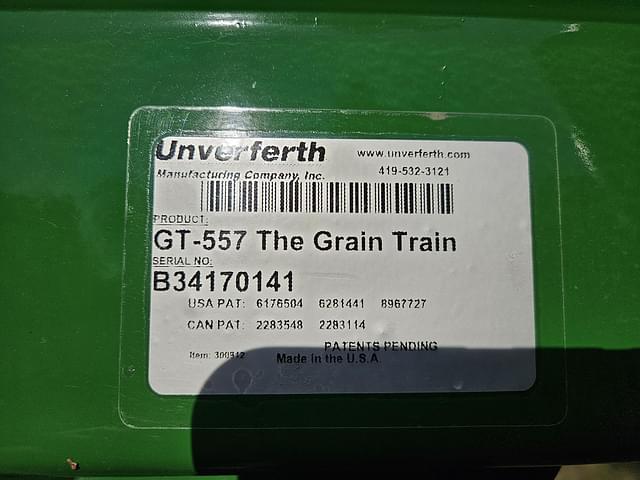 Unverferth www.unverferth.com
Manufacturing Company, Inc. 419-532-3121
PRODUCT:
GT-557 The Grain Train
SERIAL NO:
B34170141
USA PAT: 6176504 6281441 8967727
CAN PAT: 2283548 2283114
PATENTS PENDING
Item: Made in the U.S.A.